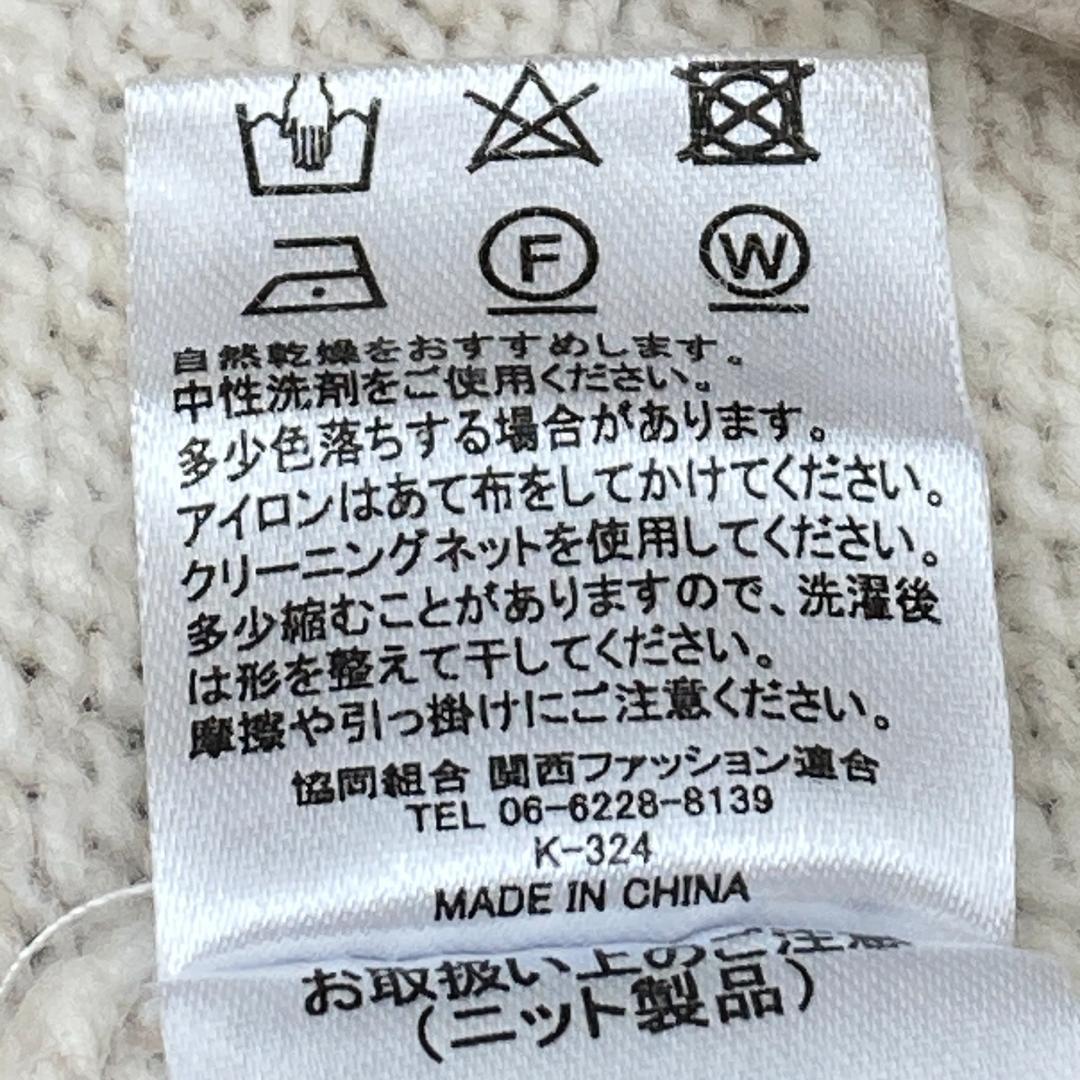 F W
自然乾燥をおすすめします。
中性洗剤をご使用ください。
多少色落ちする場合があります。
アイロンはあて布をしてかけてください。
クリーニングネットを使用してください。
多少縮むことがありますので、洗濯後
は形を整えて干してください。
摩擦や引っ掛けにご注意ください。
協同組合 関西ファッション連合
TEL 06-6228-8139
K-324
MADE IN CHINA
お取扱い上のご注意
(ニット製品)